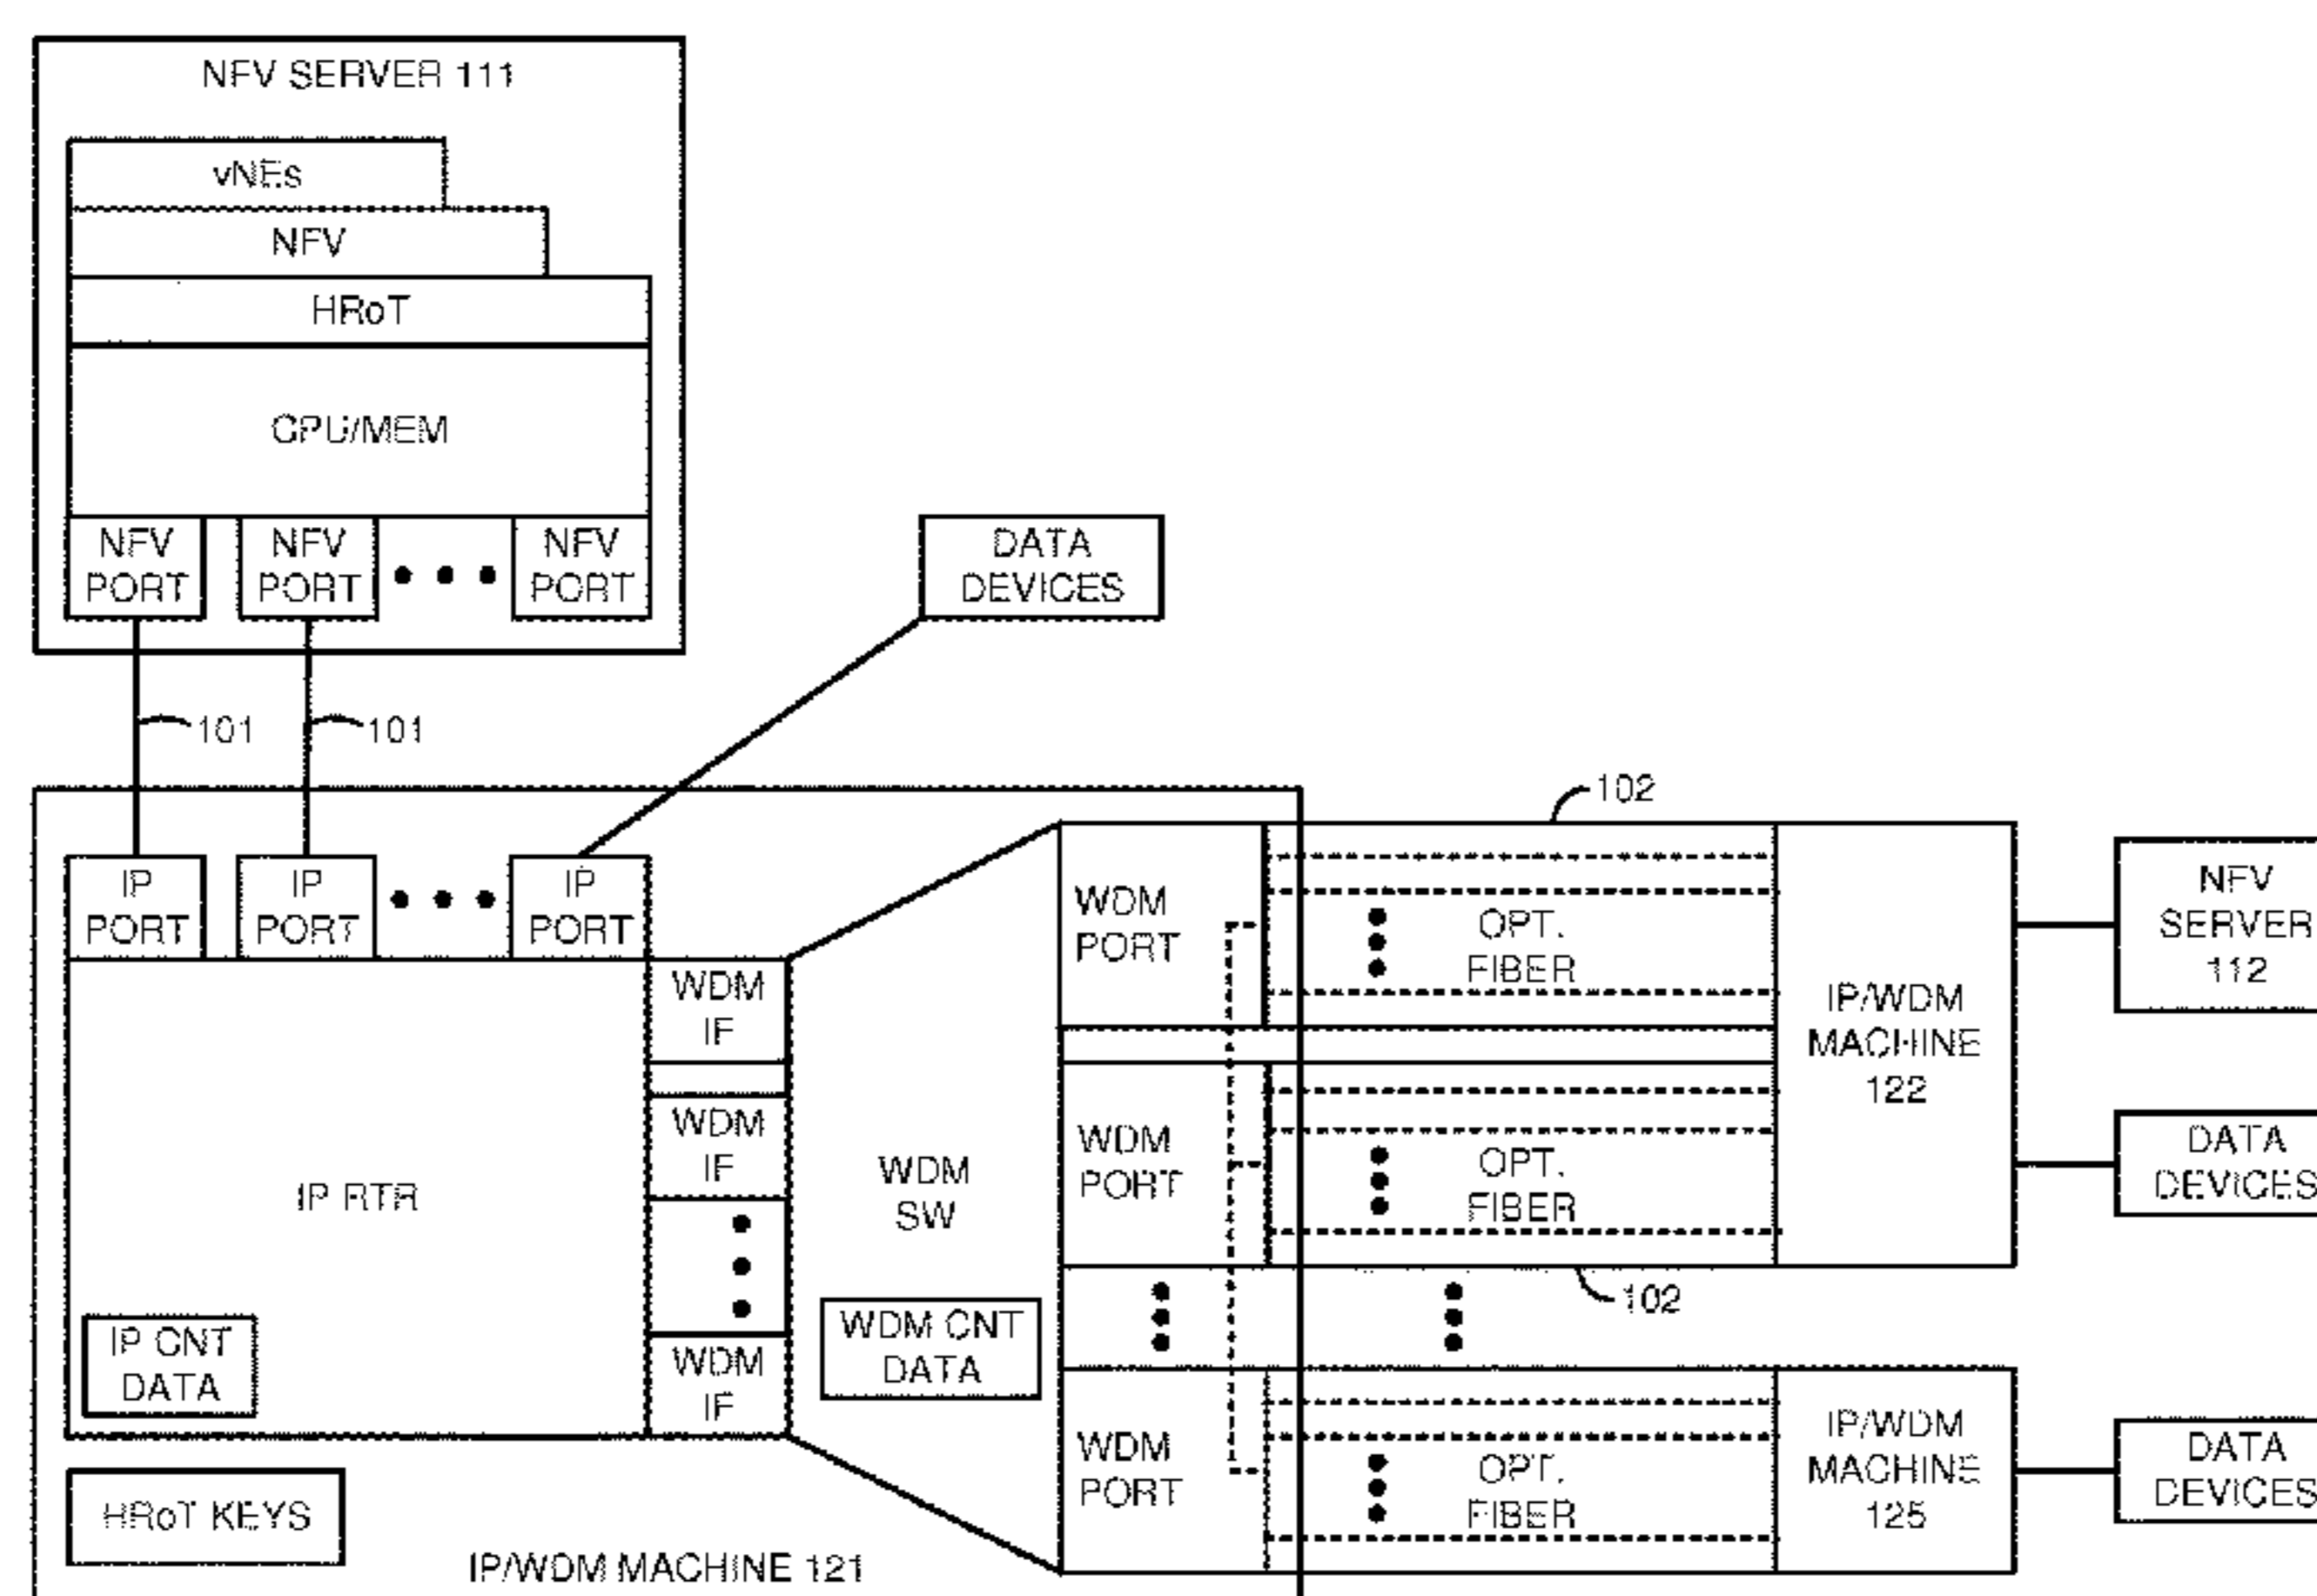 NFV SERVER 111
vNEs
NFV
HRoT
CPU/MEM
NFV
PORT
NFV
PORT
NFV
PORT
DATA
DEVICES
101
101
102
IP
PORT
IP
PORT
IP
PORT
WDM
IF
WDM
IF
WDM
IF
IP RTR
IP CNT
DATA
HRoT KEYS
WDM
SW
WDM CNT
DATA
WDM
PORT
OPT.
FIBER
WDM
PORT
OPT.
FIBER
102
WDM
PORT
OPT.
FIBER
IP/WDM
MACHINE
122
IP/WDM
MACHINE
125
NFV
SERVER
112
DATA
DEVICES
DATA
DEVICES
IP/WDM MACHINE 121